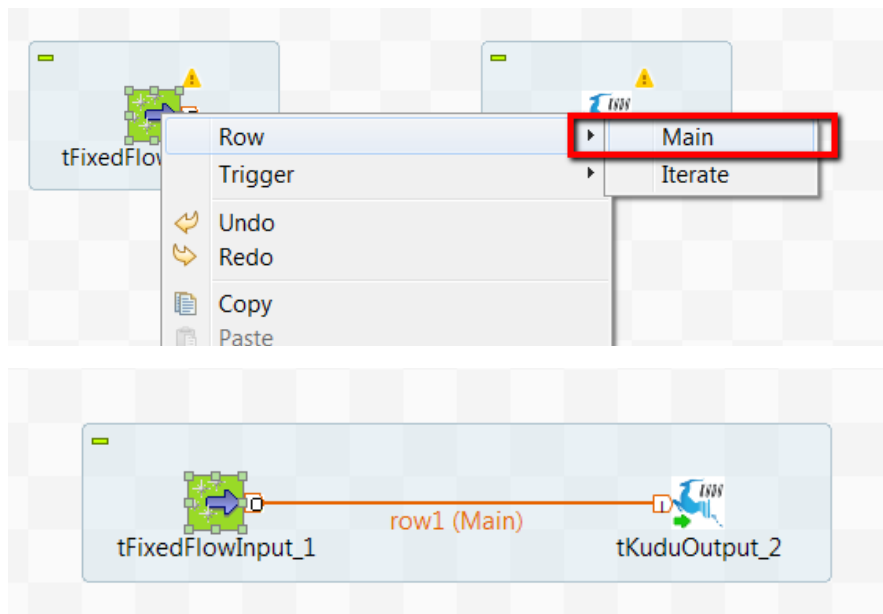 Row
Main
tFixedFlow
Trigger
Iterate
Undo
Redo
Copy
Paste
row1 (Main)
tFixedFlowInput_1
tKuduOutput_2